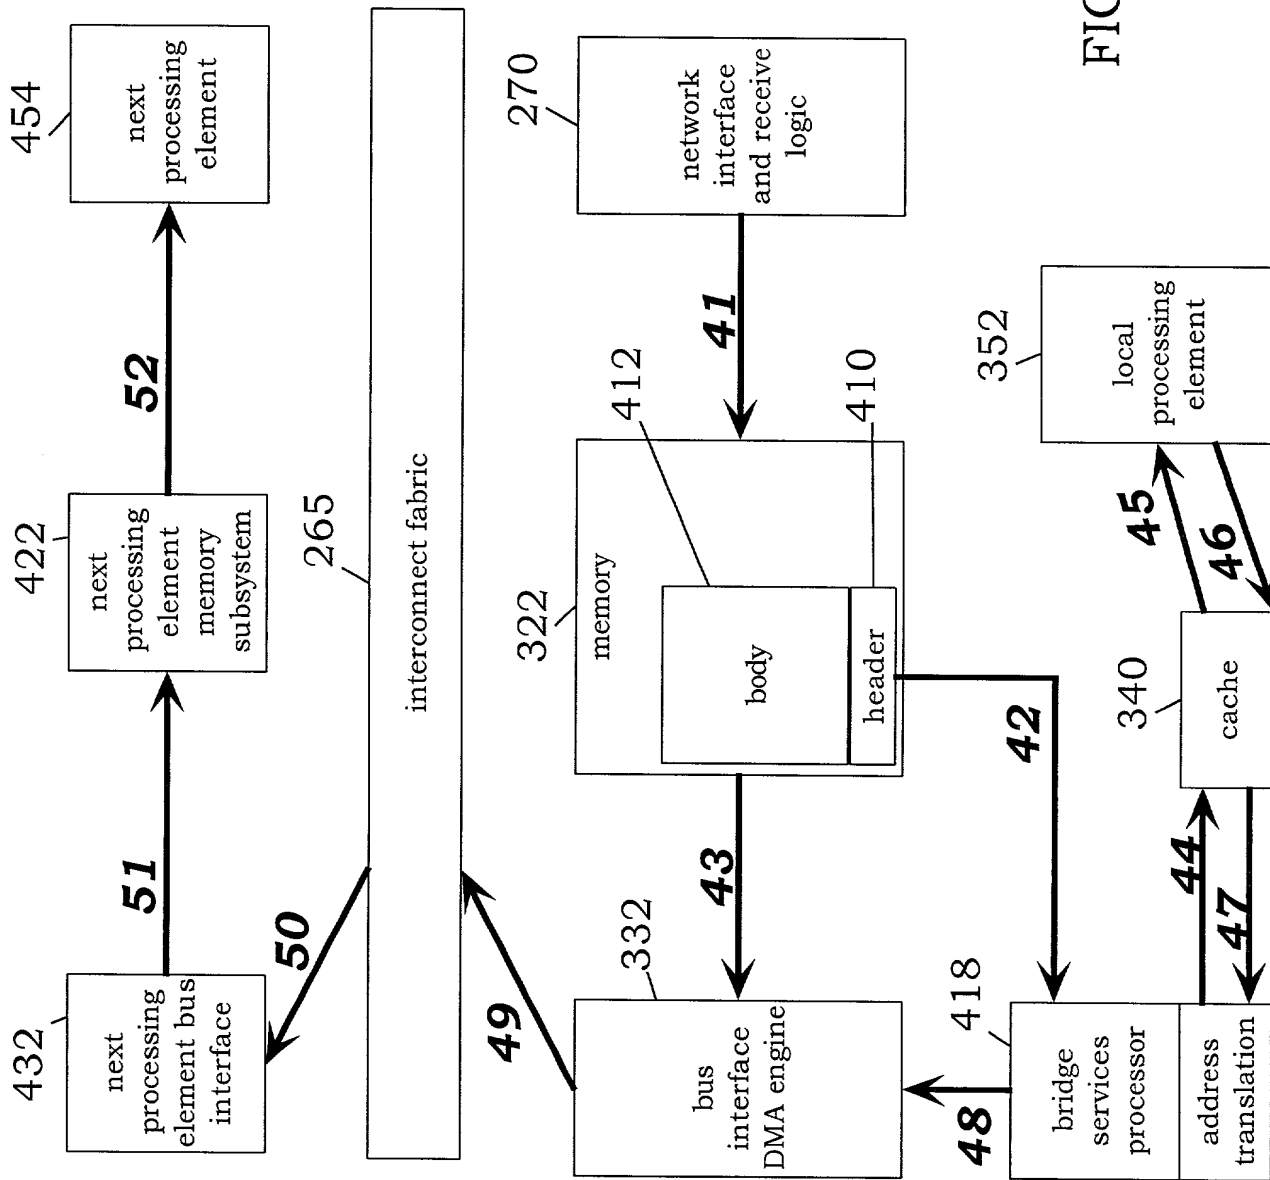 454
next
processing
element
52
422
next
processing
element
memory
subsystem
51
432
next
processing
element bus
interface
50
265
interconnect fabric
49
270
network
interface
and receive
logic
41
322
memory
412
body
410
header
43
42
332
bus
interface
DMA engine
48
418
bridge
services
processor
address
translation
44
47
340
cache
45
46
352
local
processing
element
FIG